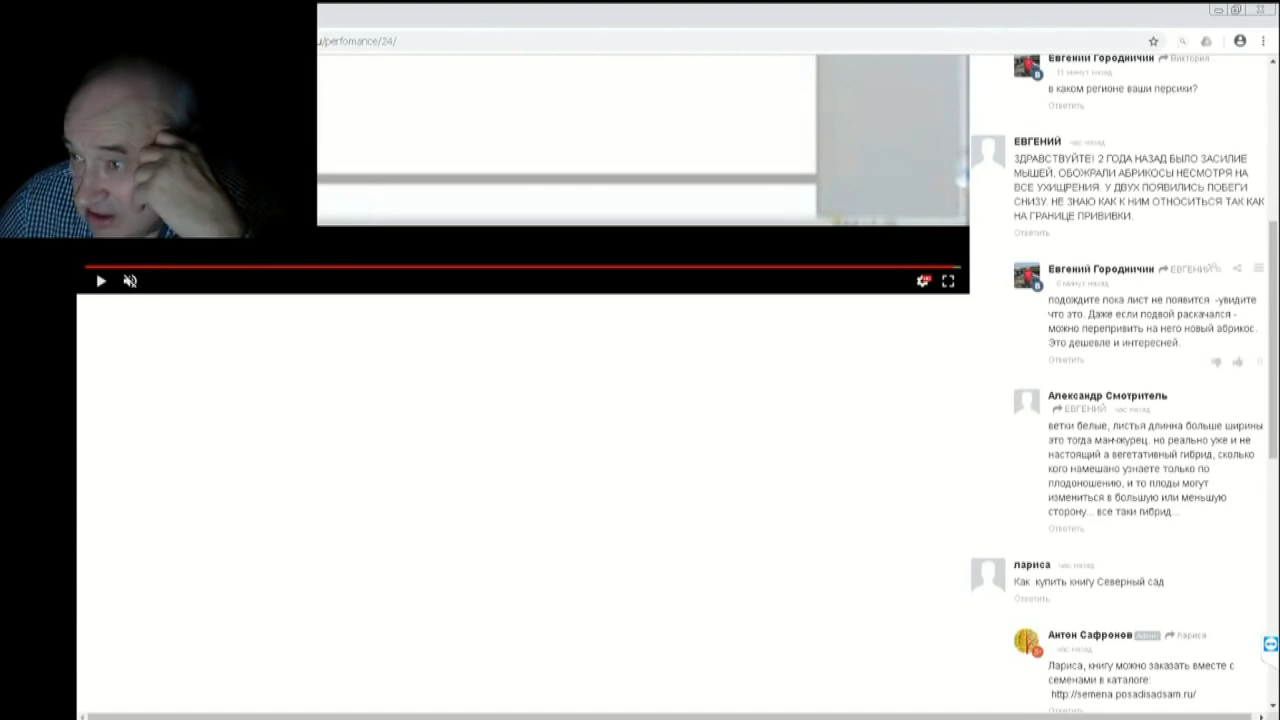 u/perfomance/24/
Евгений Городничин Виктория
11 минут назад
в каком регионе ваши персики?
Ответить
ЕВГЕНИЙ час назад
ЗДРАВСТВУЙТЕ! 2 ГОДА НАЗАД БЫЛО ЗАСИЛИЕ
МЫШЕЙ. ОБОЖРАЛИ АБРИКОСЫ НЕСМОТРЯ НА
ВСЕ УХИЩРЕНИЯ. У ДВУХ ПОЯВИЛИСЬ ПОБЕГИ
СНИЗУ. НЕ ЗНАЮ КАК К НИМ ОТНОСИТЬСЯ ТАК КАК
НА ГРАНИЦЕ ПРИВИВКИ.
Ответить
Евгений Городничин ЕВГЕНИЙ
6 минут назад
подождите пока лист не появится -увидите
что это. Даже если подвой раскачался -
можно перепривить на него новый абрикос.
Это дешевле и интересней.
Ответить
0
Александр Смотритель
ЕВГЕНИЙ час назад
ветки белые, листья длинна больше ширины
это тогда манчжурец. но реально уже и не
настоящий а вегетативный гибрид, сколько
кого намешано узнаете только по
плодоношению, и то плоды могут
измениться в большую или меньшую
сторону... все таки гибрид...
Ответить
лариса час назад
Как купить книгу Северный сад
Ответить
Антон Сафронов Админ лариса
час назад
Лариса, книгу можно заказать вместе с
семенами в каталоге:
http://semena.posadisadsam.ru/
Ответить